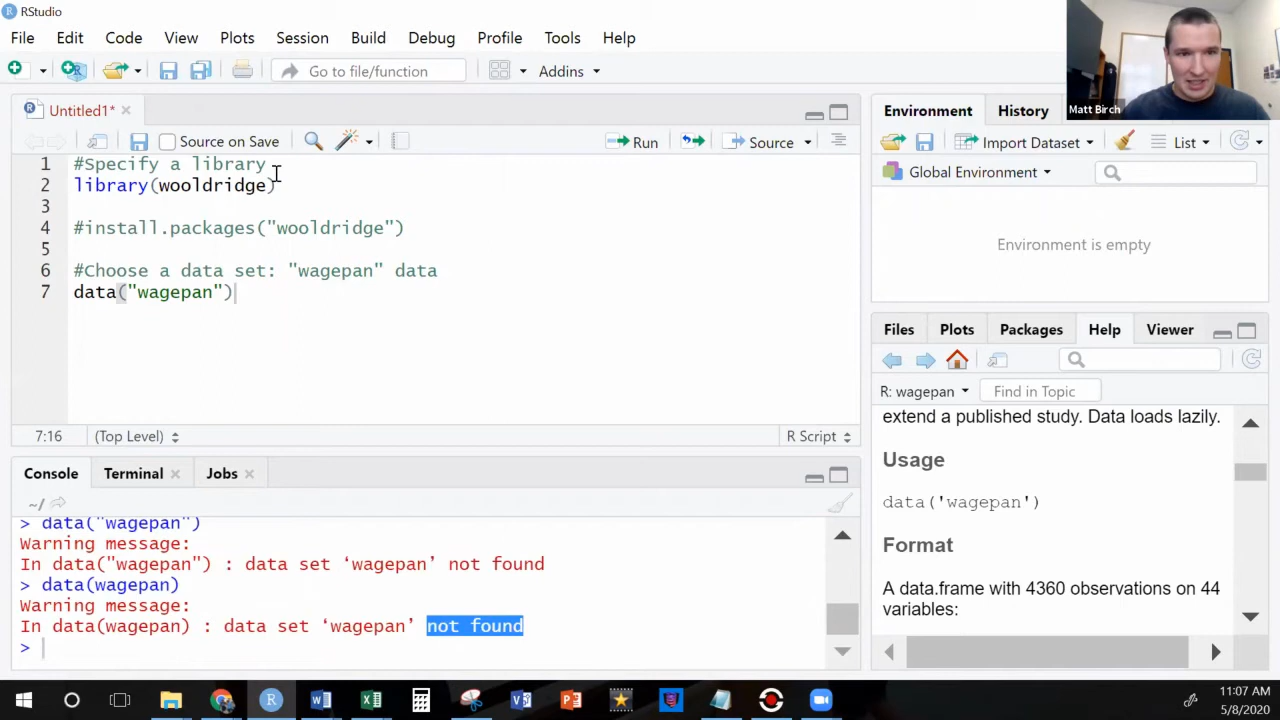 RStudio
File Edit Code View Plots Session Build Debug Profile Tools Help
Go to file/function
Addins
Matt Birch
Untitled1*
Source on Save
Run
Source
1 #Specify a library
2 library(wooldridge)
3
4 #install.packages("wooldridge")
5
6 #Choose a data set: "wagepan" data
7 data("wagepan")
7:16 (Top Level) R Script
Console Terminal Jobs
~/
> data("wagepan")
Warning message:
In data("wagepan") : data set ‘wagepan’ not found
> data(wagepan)
Warning message:
In data(wagepan) : data set ‘wagepan’ not found
>
Environment History
Import Dataset
List
Global Environment
Environment is empty
Files Plots Packages Help Viewer
R: wagepan
Find in Topic
extend a published study. Data loads lazily.
Usage
data('wagepan')
Format
A data.frame with 4360 observations on 44
variables:
11:07 AM
5/8/2020